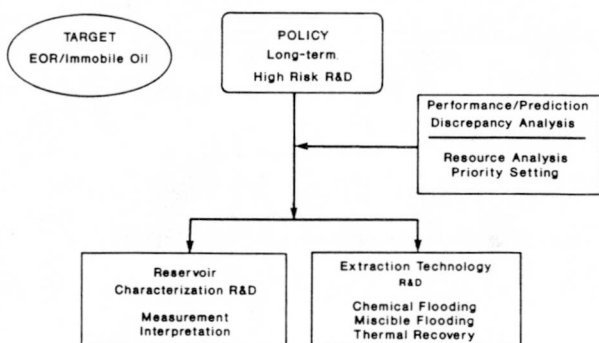 TARGET
EOR/Immobile Oil
POLICY
Long-term,
High Risk R&D
Performance/Prediction
Discrepancy Analysis
Resource Analysis
Priority Setting
Reservoir
Characterization R&D
Measurement
Interpretation
Extraction Technology
R&D
Chemical Flooding
Miscible Flooding
Thermal Recovery